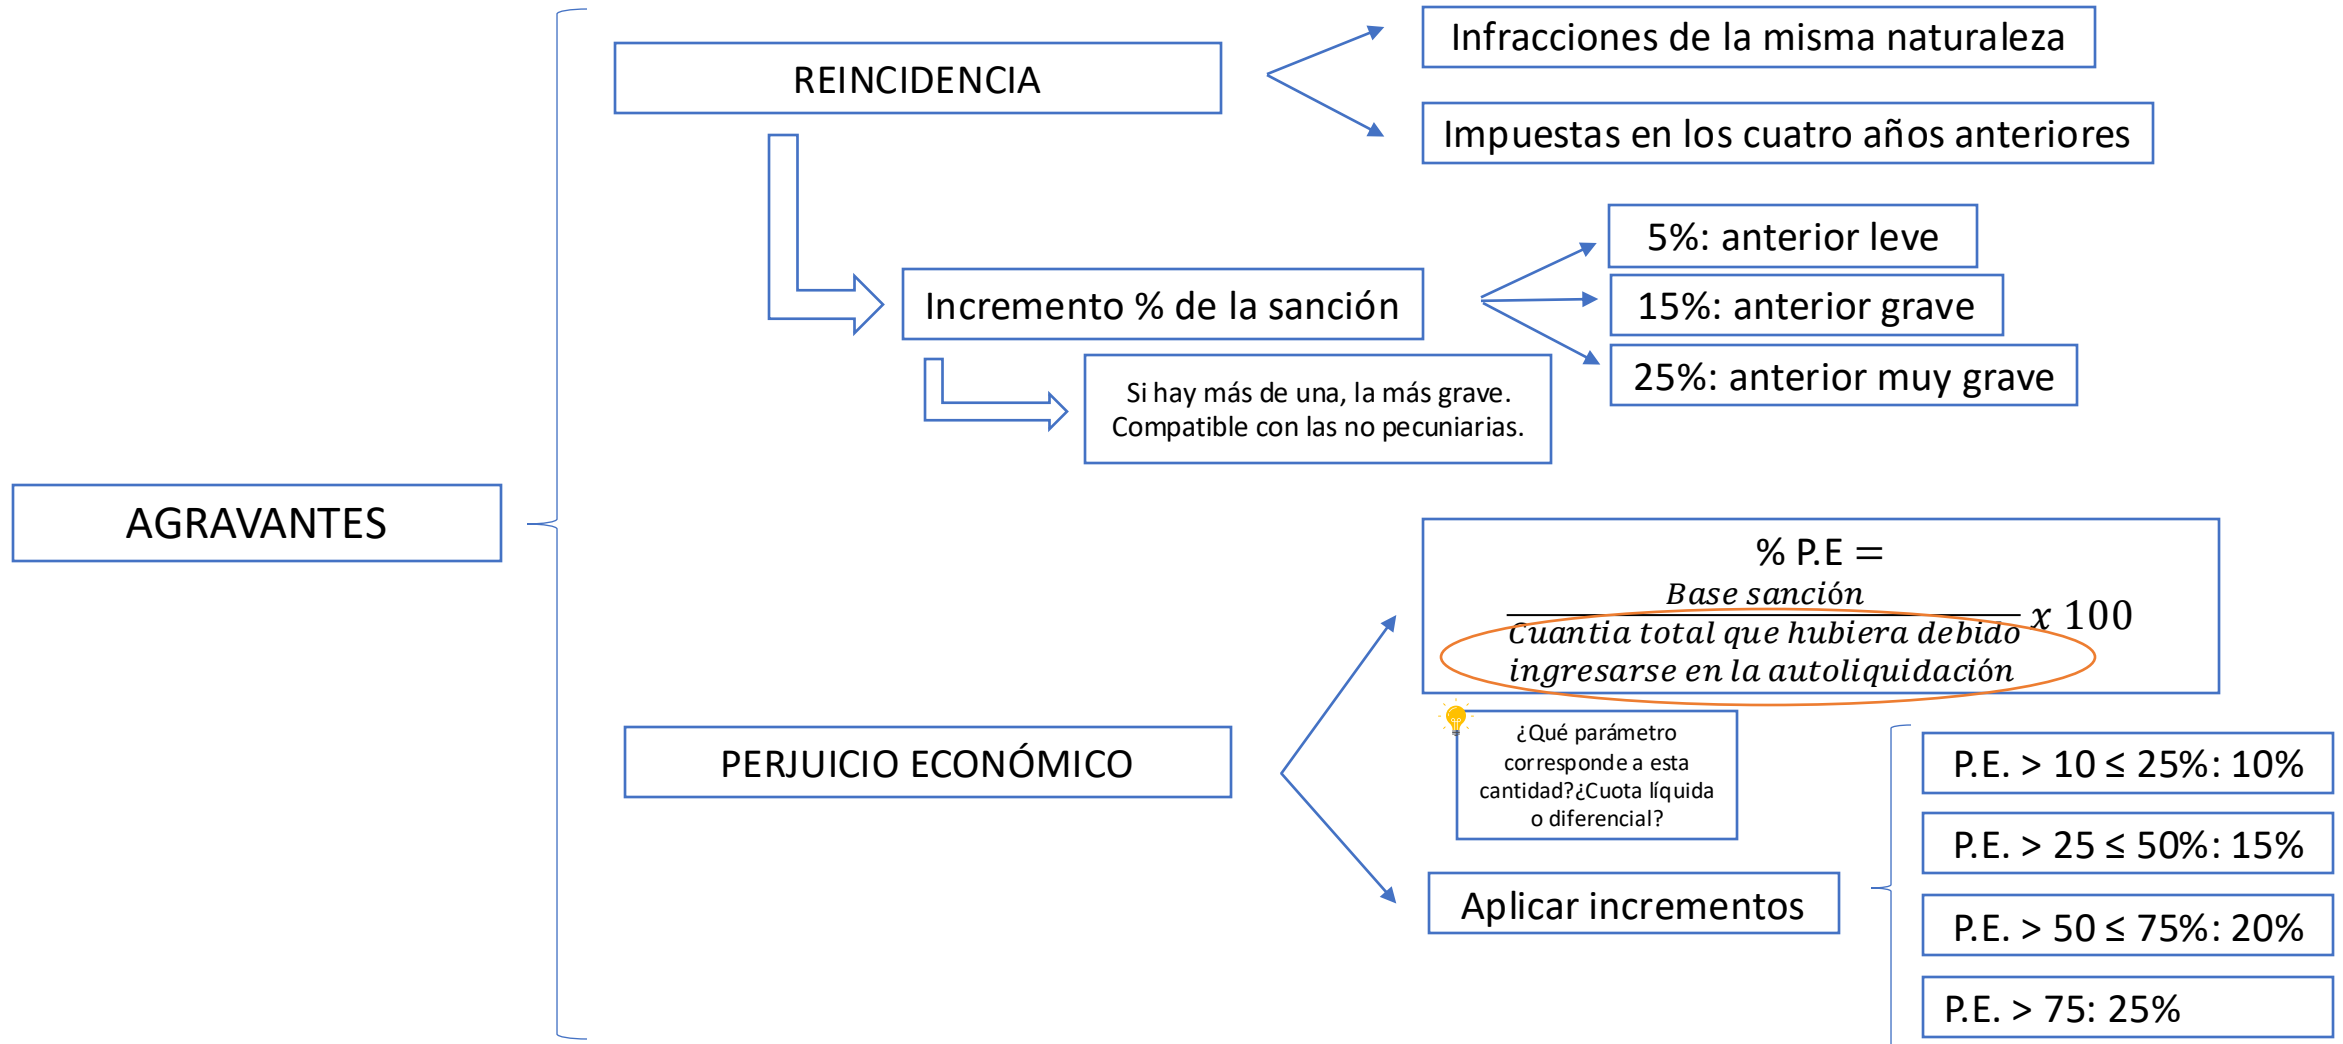 AGRAVANTES
REINCIDENCIA
Infracciones de la misma naturaleza
Impuestas en los cuatro años anteriores
Incremento % de la sanción
5%: anterior leve
15%: anterior grave
25%: anterior muy grave
Si hay más de una, la más grave.
Compatible con las no pecuniarias.
PERJUICIO ECONÓMICO
% P.E =
Base sanción
Cuantia total que hubiera debido
ingresarse en la autoliquidación
x 100
¿Qué parámetro
corresponde a esta
cantidad?¿Cuota líquida
o diferencial?
Aplicar incrementos
P.E. > 10 ≤ 25%: 10%
P.E. > 25 ≤ 50%: 15%
P.E. > 50 ≤ 75%: 20%
P.E. > 75: 25%